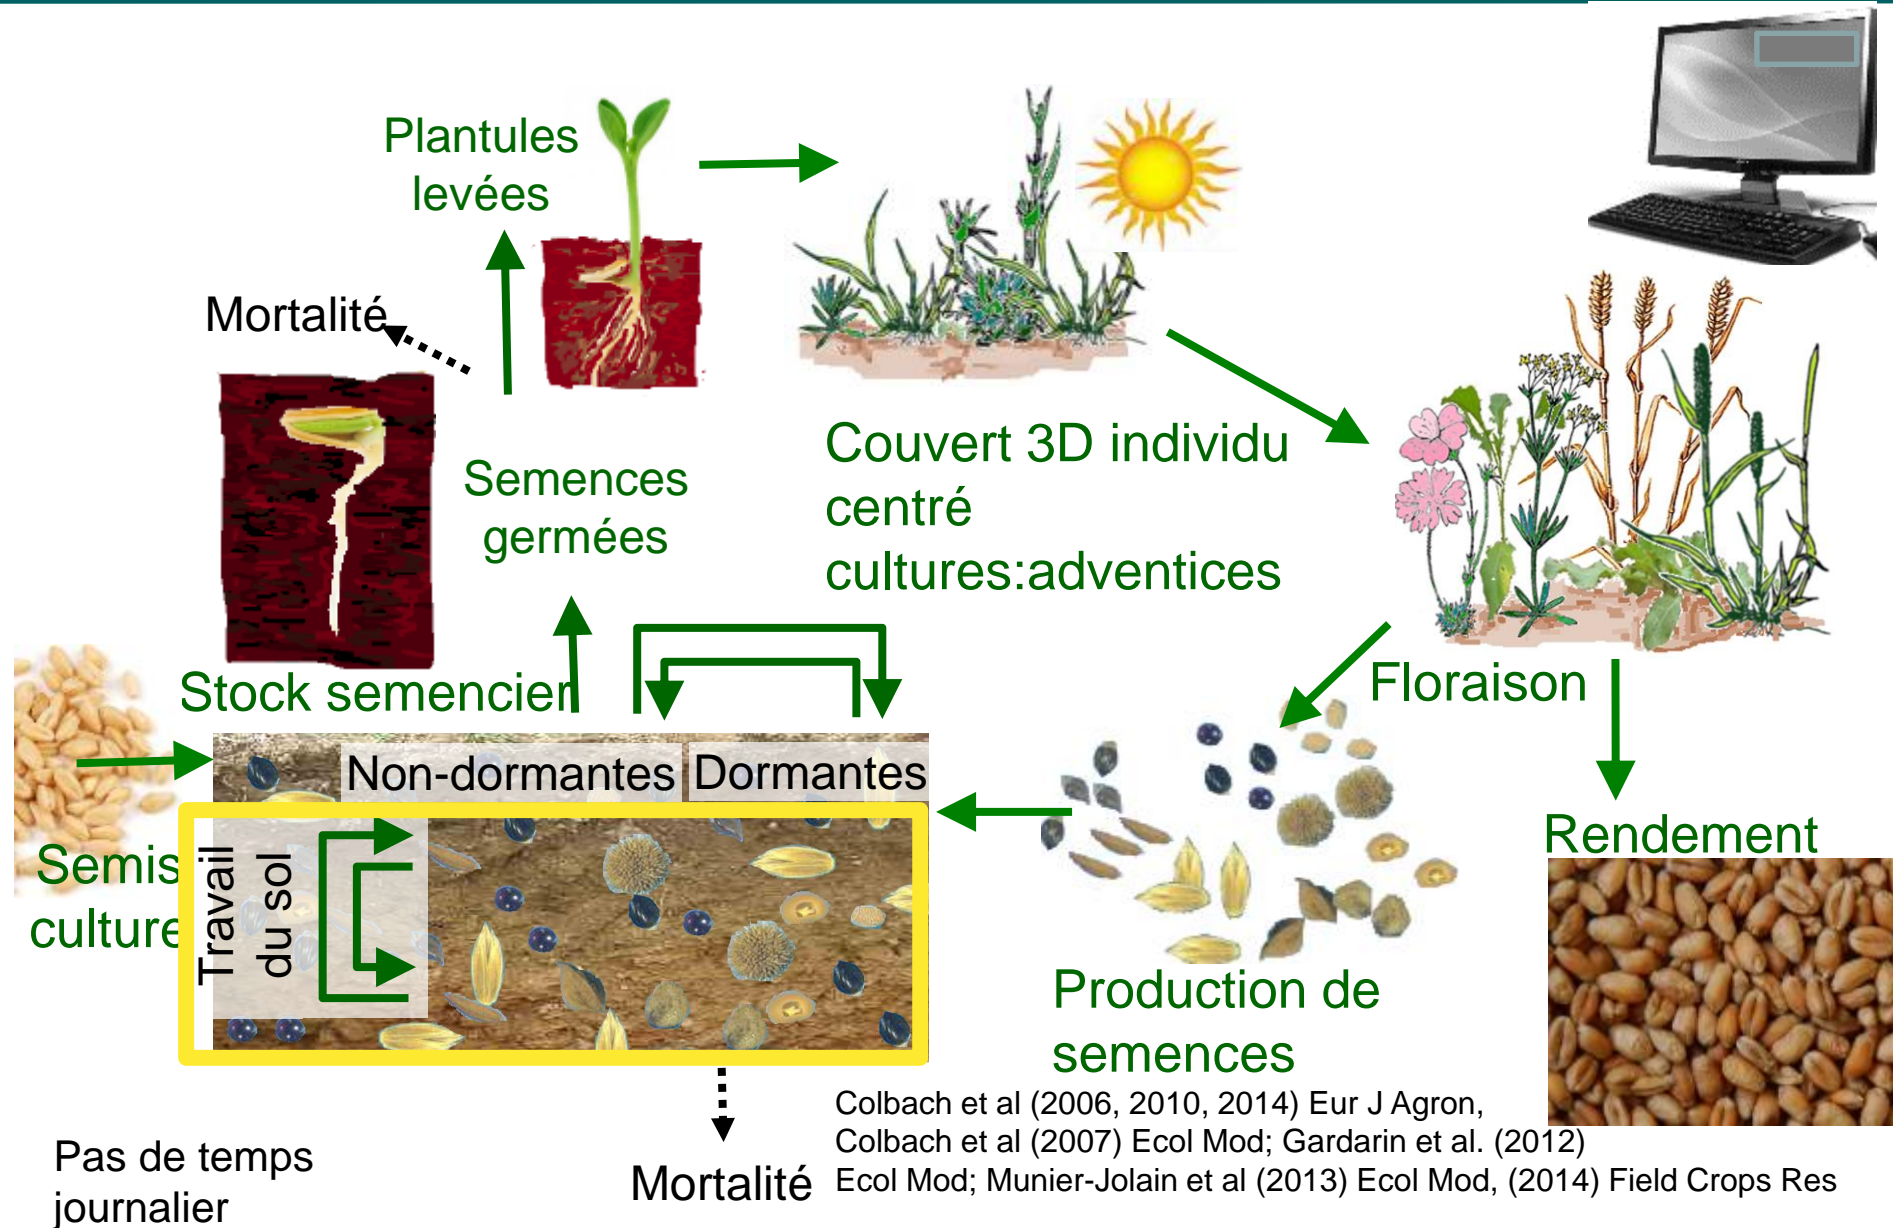 Plantules
levées
Mortalité
Semences
germées
Couvert 3D individu
centré
cultures:adventices
Stock semencier
Floraison
Non-dormantes
Dormantes
Semis
culture
Travail
du sol
Rendement
Production de
semences
Mortalité
Pas de temps
journalier
Colbach et al (2006, 2010, 2014) Eur J Agron,
Colbach et al (2007) Ecol Mod; Gardarin et al. (2012)
Ecol Mod; Munier-Jolain et al (2013) Ecol Mod, (2014) Field Crops Res